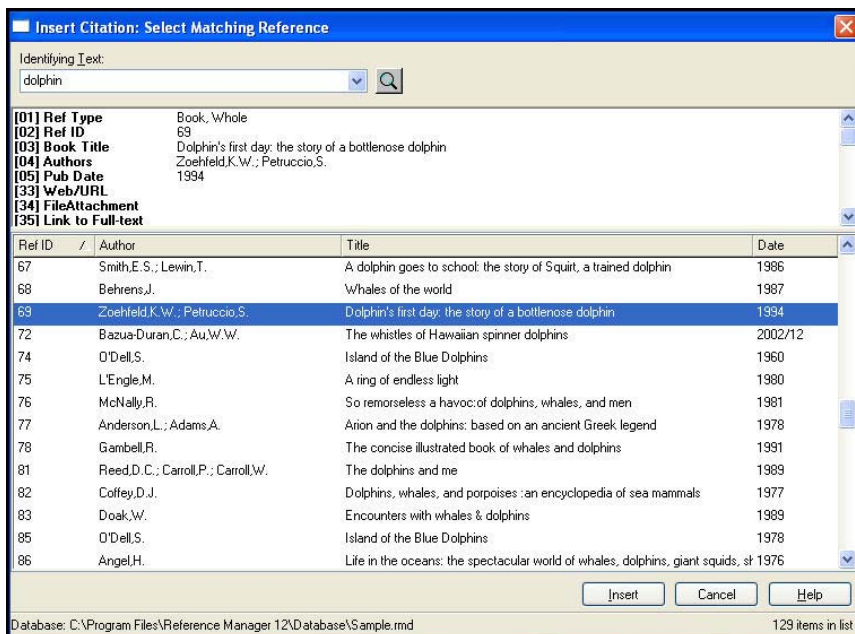 Insert Citation: Select Matching Reference
Identifying Text:
dolphin
[01] Ref Type Book, Whole
[02] Ref ID 69
[03] Book Title Dolphin's first day: the story of a bottlenose dolphin
[04] Authors Zoehfeld,K.W.; Petruccio,S.
[05] Pub Date 1994
[33] Web/URL
[34] FileAttachment
[35] Link to Full-text
Ref ID / Author Title Date
67 Smith,E.S.; Lewin,T. A dolphin goes to school: the story of Squirt, a trained dolphin 1986
68 Behrens,J. Whales of the world 1987
69 Zoehfeld,K.W.; Petruccio,S. Dolphin's first day: the story of a bottlenose dolphin 1994
72 Bazua-Duran,C.; Au,W.W. The whistles of Hawaiian spinner dolphins 2002/12
74 O'Dell,S. Island of the Blue Dolphins 1960
75 L'Engle,M. A ring of endless light 1980
76 McNally,R. So remorseless a havoc:of dolphins, whales, and men 1981
77 Anderson,L.; Adams,A. Arion and the dolphins: based on an ancient Greek legend 1978
78 Gambell,R. The concise illustrated book of whales and dolphins 1991
81 Reed,D.C.; Carroll,P.; Carroll,W. The dolphins and me 1989
82 Coffey,D.J. Dolphins, whales, and porpoises :an encyclopedia of sea mammals 1977
83 Doak,W. Encounters with whales & dolphins 1989
85 O'Dell,S. Island of the Blue Dolphins 1978
86 Angel,H. Life in the oceans: the spectacular world of whales, dolphins, giant squids, sh 1976
Insert Cancel Help
Database: C:\Program Files\Reference Manager 12\Database\Sample.rmd 129 items in list